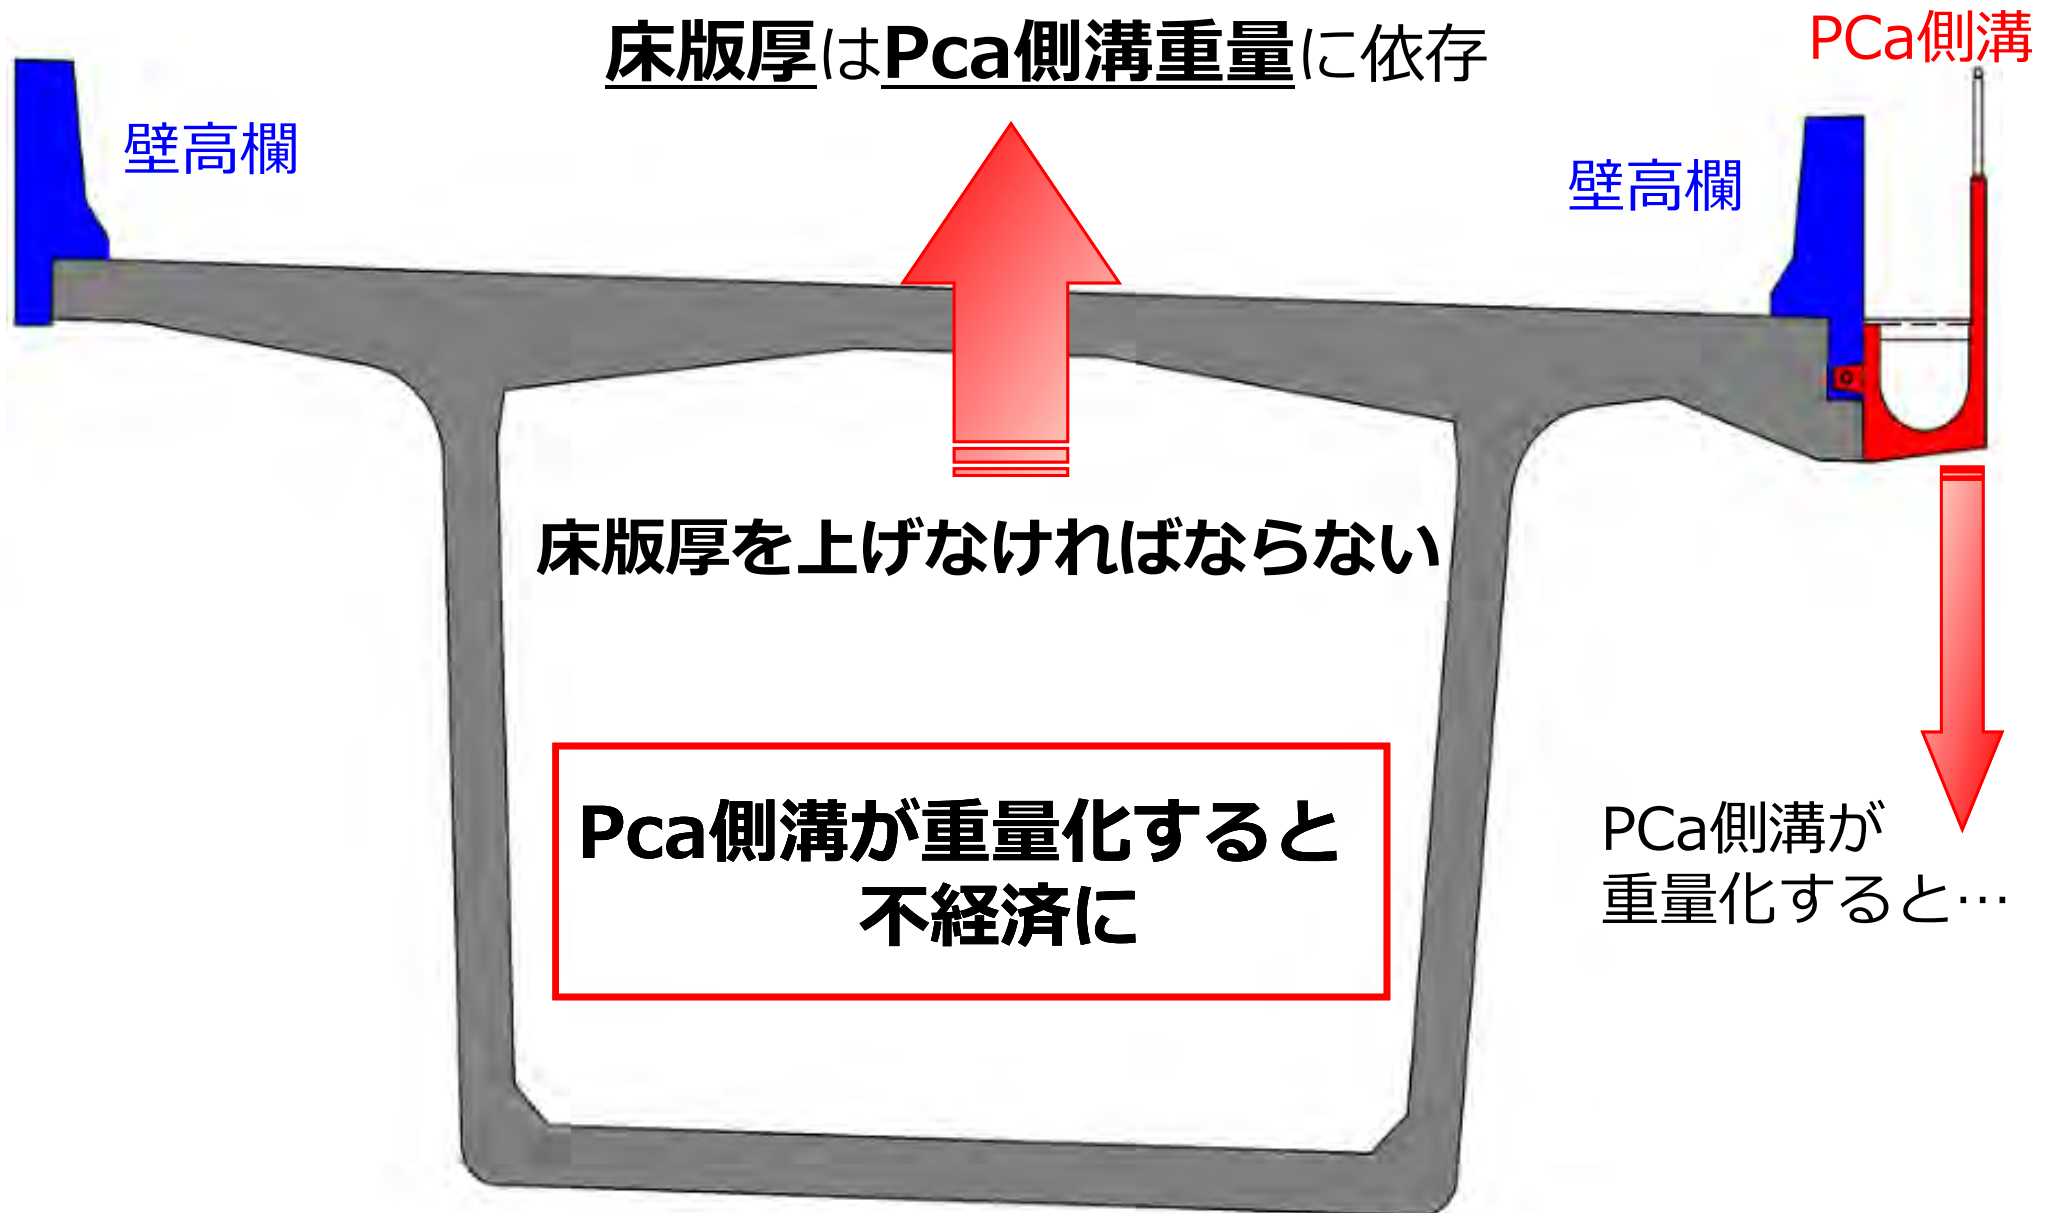 床版厚はPca側溝重量に依存
PCa側溝
壁高欄
壁高欄
床版厚を上げなければならない
Pca側溝が重量化すると
不経済に
PCa側溝が
重量化すると…